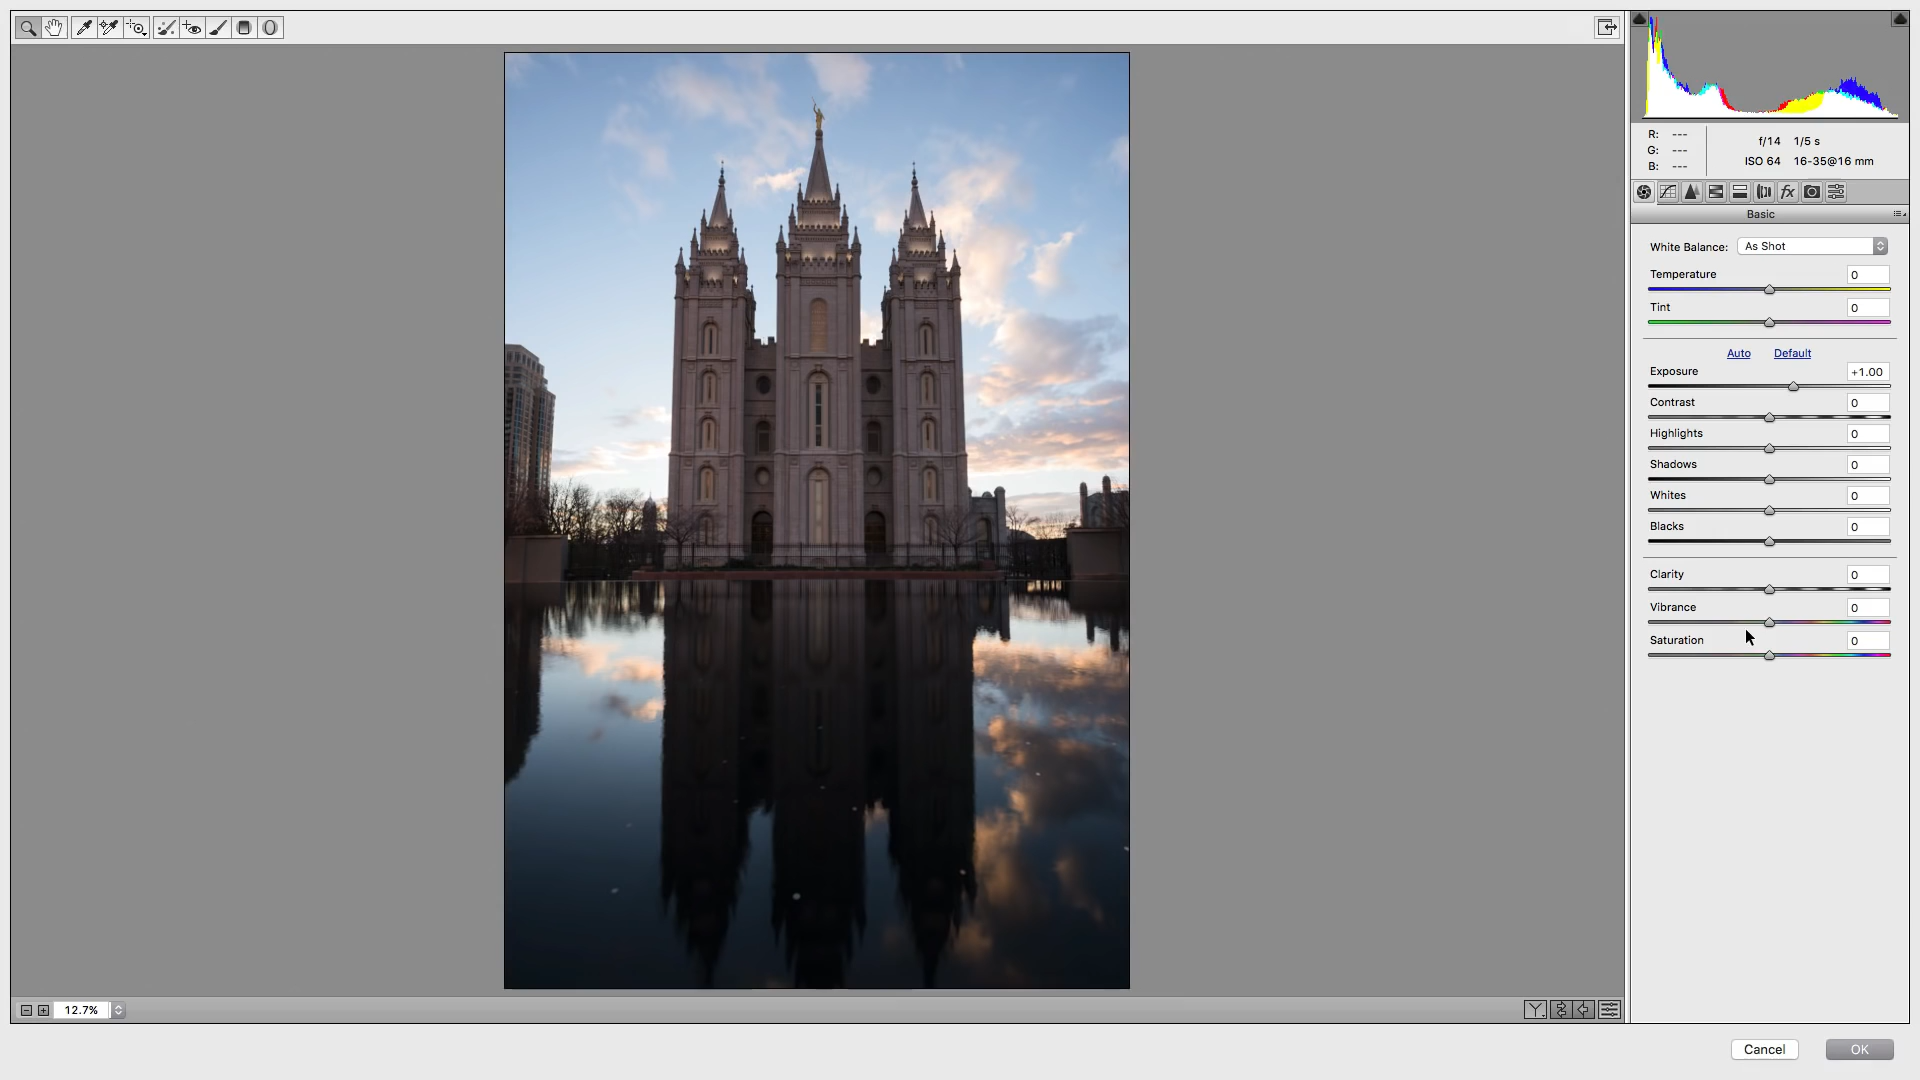 R: ---
G: ---
B: ---
f/14 1/5 s
ISO 64 16-35@16 mm
fx
Basic
White Balance: As Shot
Temperature 0
Tint 0
Auto Default
Exposure +1.00
Contrast 0
Highlights 0
Shadows 0
Whites 0
Blacks 0
Clarity 0
Vibrance 0
Saturation 0
12.7%
Y
Cancel OK